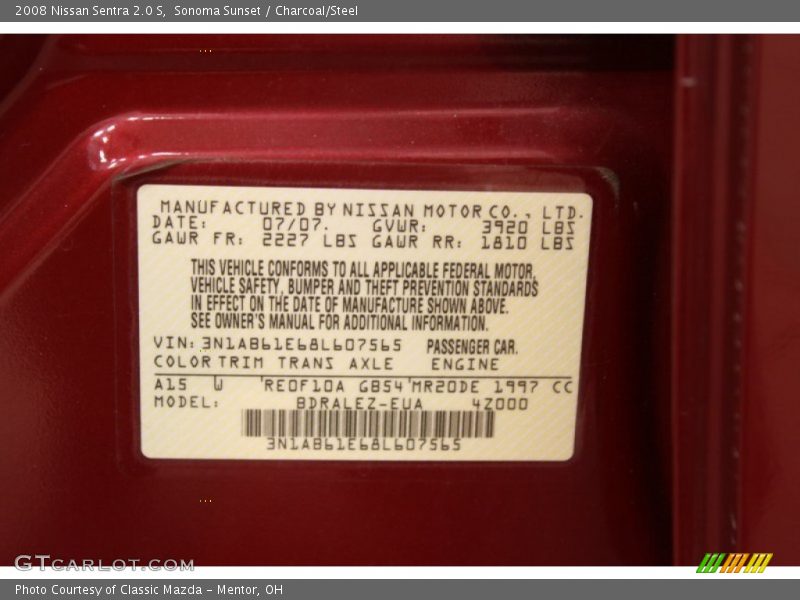 2008 Nissan Sentra 2.0 S, Sonoma Sunset / Charcoal/Steel
MANUFACTURED BY NISSAN MOTOR CO., LTD.
DATE: 07/07. GVWR: 3920 LBS
GAWR FR: 2227 LBS GAWR RR: 1810 LBS
THIS VEHICLE CONFORMS TO ALL APPLICABLE FEDERAL MOTOR,
VEHICLE SAFETY, BUMPER AND THEFT PREVENTION STANDARDS
IN EFFECT ON THE DATE OF MANUFACTURE SHOWN ABOVE.
SEE OWNER'S MANUAL FOR ADDITIONAL INFORMATION.
VIN: 3N1AB61E68L607565 PASSENGER CAR.
COLOR TRIM TRANS AXLE ENGINE
A15 W 'RE0F10A GB54'MR20DE 1997 CC
MODEL: BDRALEZ-EUA 4Z000
3N1AB61E68L607565
GTCARLOT.COM
Photo Courtesy of Classic Mazda - Mentor, OH